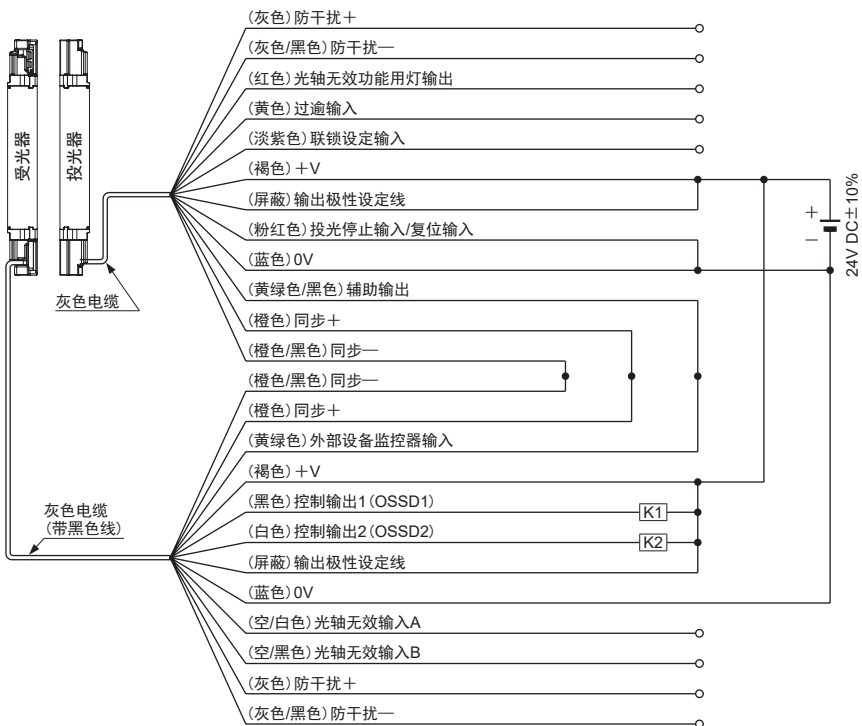 受光器
投光器
灰色电缆
灰色电缆
(带黑色线)
(灰色)防干扰＋
(灰色/黑色)防干扰—
(红色)光轴无效功能用灯输出
(黄色)过逾输入
(淡紫色)联锁设定输入
(褐色)＋V
(屏蔽)输出极性设定线
(粉红色)投光停止输入/复位输入
(蓝色)0V
(黄绿色/黑色)辅助输出
(橙色)同步＋
(橙色/黑色)同步—
(橙色/黑色)同步—
(橙色)同步＋
(黄绿色)外部设备监控器输入
(褐色)＋V
(黑色)控制输出1(OSSD1)
K1
(白色)控制输出2(OSSD2)
K2
(屏蔽)输出极性设定线
(蓝色)0V
(空/白色)光轴无效输入A
(空/黑色)光轴无效输入B
(灰色)防干扰＋
(灰色/黑色)防干扰—
＋
－
24V DC±10%